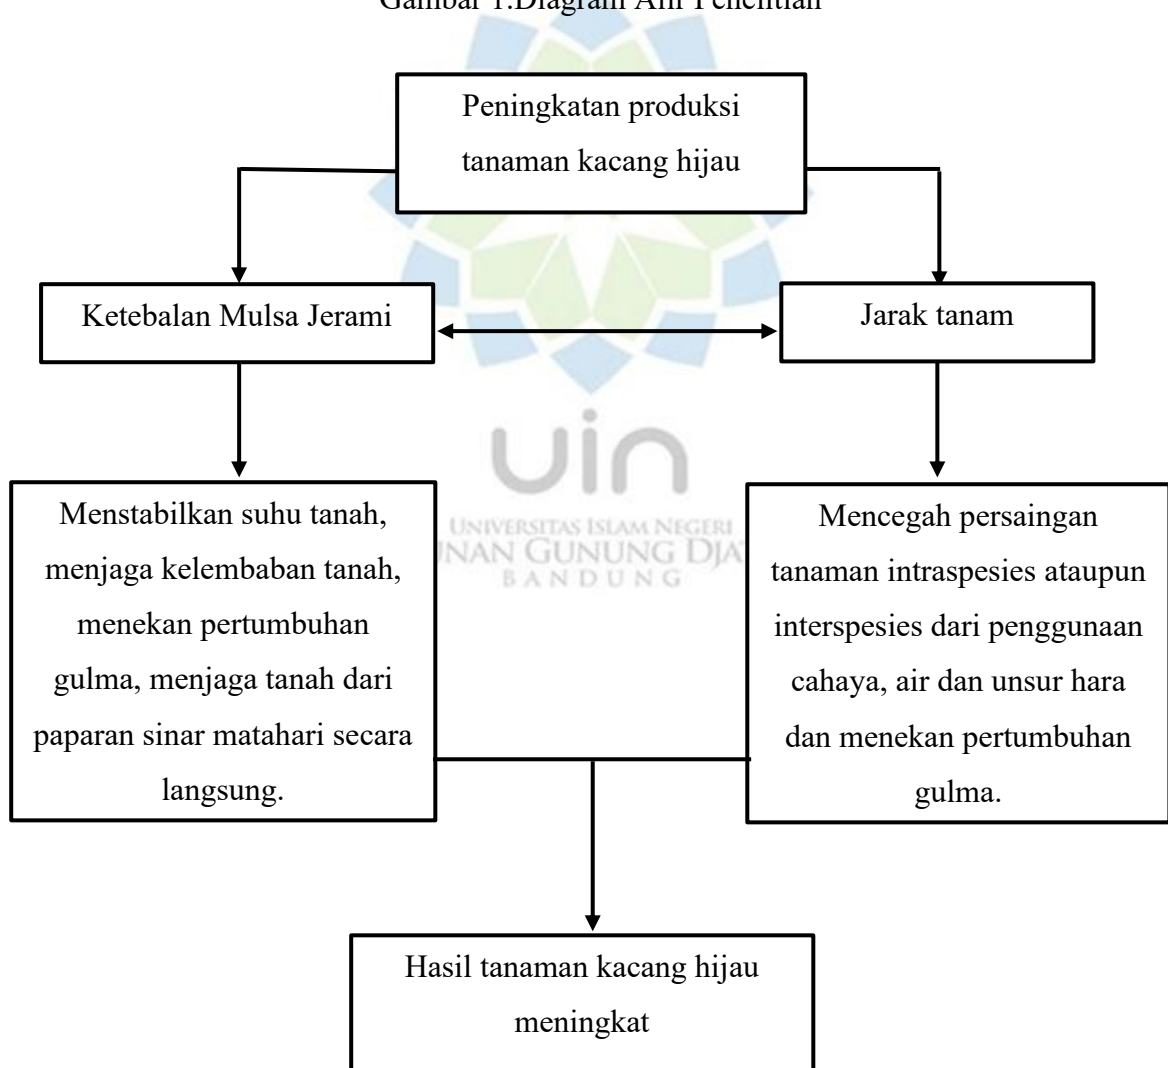 Gambar 1.Diagram Alir Penelitian
Peningkatan produksi
tanaman kacang hijau
Ketebalan Mulsa Jerami
Jarak tanam
Menstabilkan suhu tanah,
menjaga kelembaban tanah,
menekan pertumbuhan
gulma, menjaga tanah dari
paparan sinar matahari secara
langsung.
Mencegah persaingan
tanaman intraspesies ataupun
interspesies dari penggunaan
cahaya, air dan unsur hara
dan menekan pertumbuhan
gulma.
uin
UNIVERSITAS ISLAM NEGERI
NAN GUNUNG DJA
BANDUNG
Hasil tanaman kacang hijau
meningkat